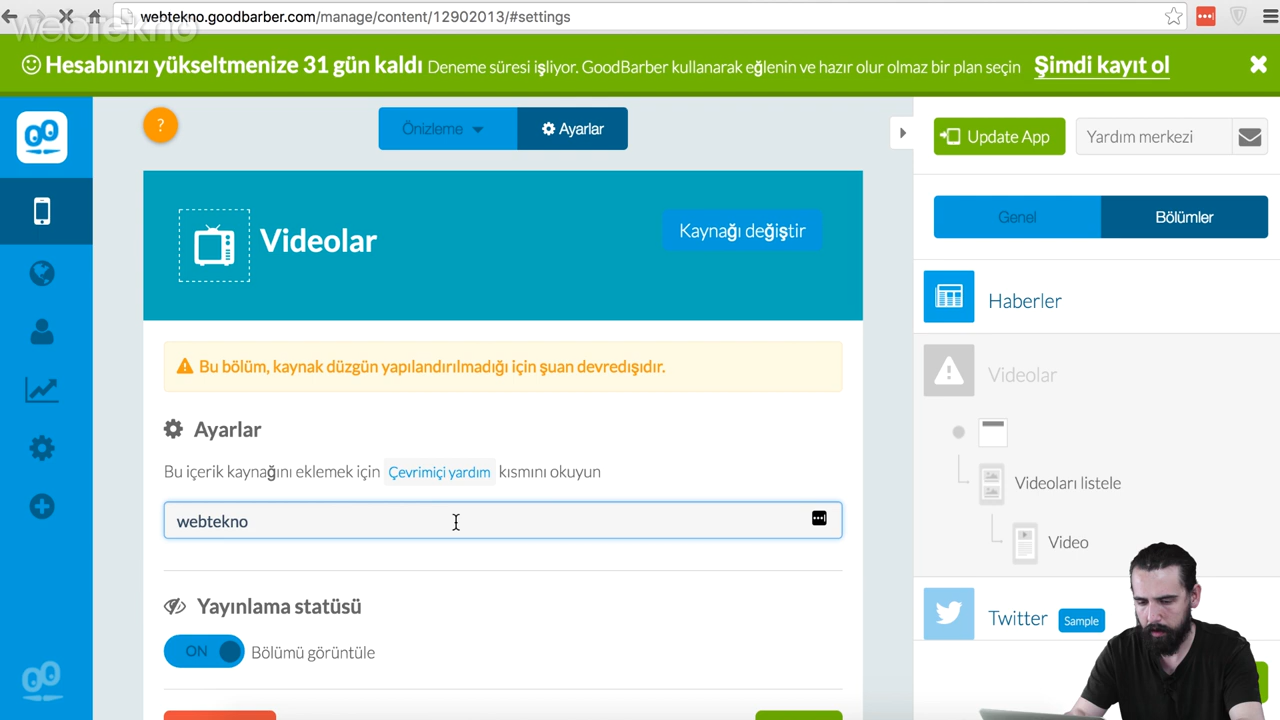 webtekno.goodbarber.com/manage/content/12902013/#settings
webtekno
Hesabınızı yükseltmenize 31 gün kaldı Deneme süresi işliyor. GoodBarber kullanarak eğlenin ve hazır olur olmaz bir plan seçin Şimdi kayıt ol
?
Önizleme
Ayarlar
Update App
Yardım merkezi
Genel
Bölümler
Videolar
Kaynağı değiştir
Haberler
Bu bölüm, kaynak düzgün yapılandırılmadığı için şuan devredışıdır.
Videolar
Ayarlar
Bu içerik kaynağını eklemek için Çevrimiçi yardım kısmını okuyun
Videoları listele
webtekno
Video
Yayınlama statüsü
Twitter Sample
ON Bölümü görüntüle